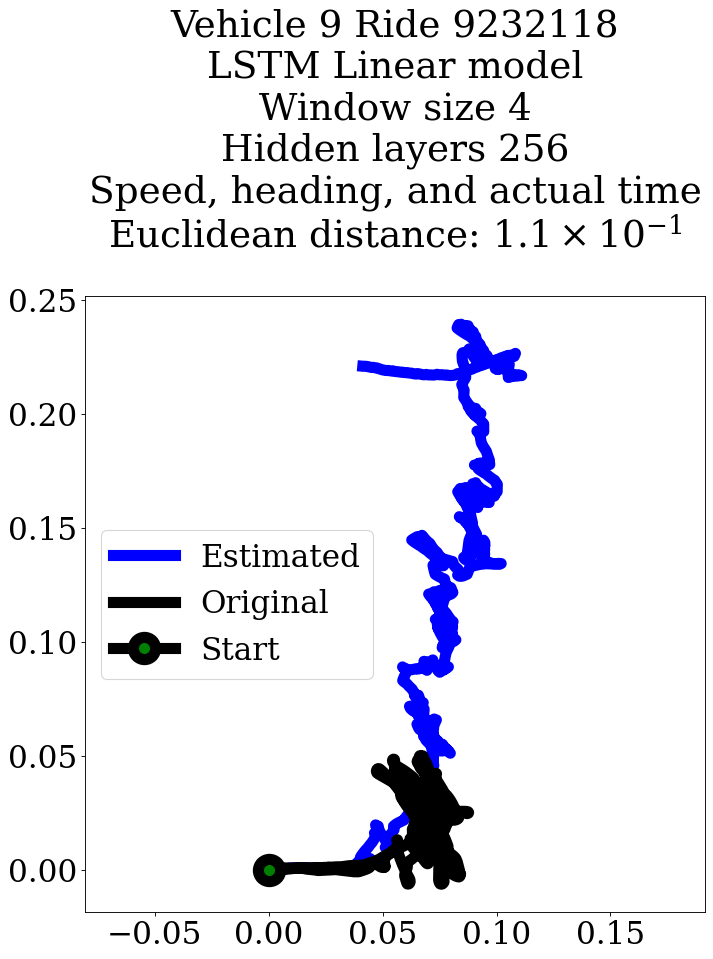 Vehicle 9 Ride 9232118
LSTM Linear model
Window size 4
Hidden layers 256
Speed, heading, and actual time
Euclidean distance: 1.1 × 10⁻¹
0.25
0.20
0.15
0.10
0.05
0.00
Estimated
Original
Start
−0.05 0.00 0.05 0.10 0.15